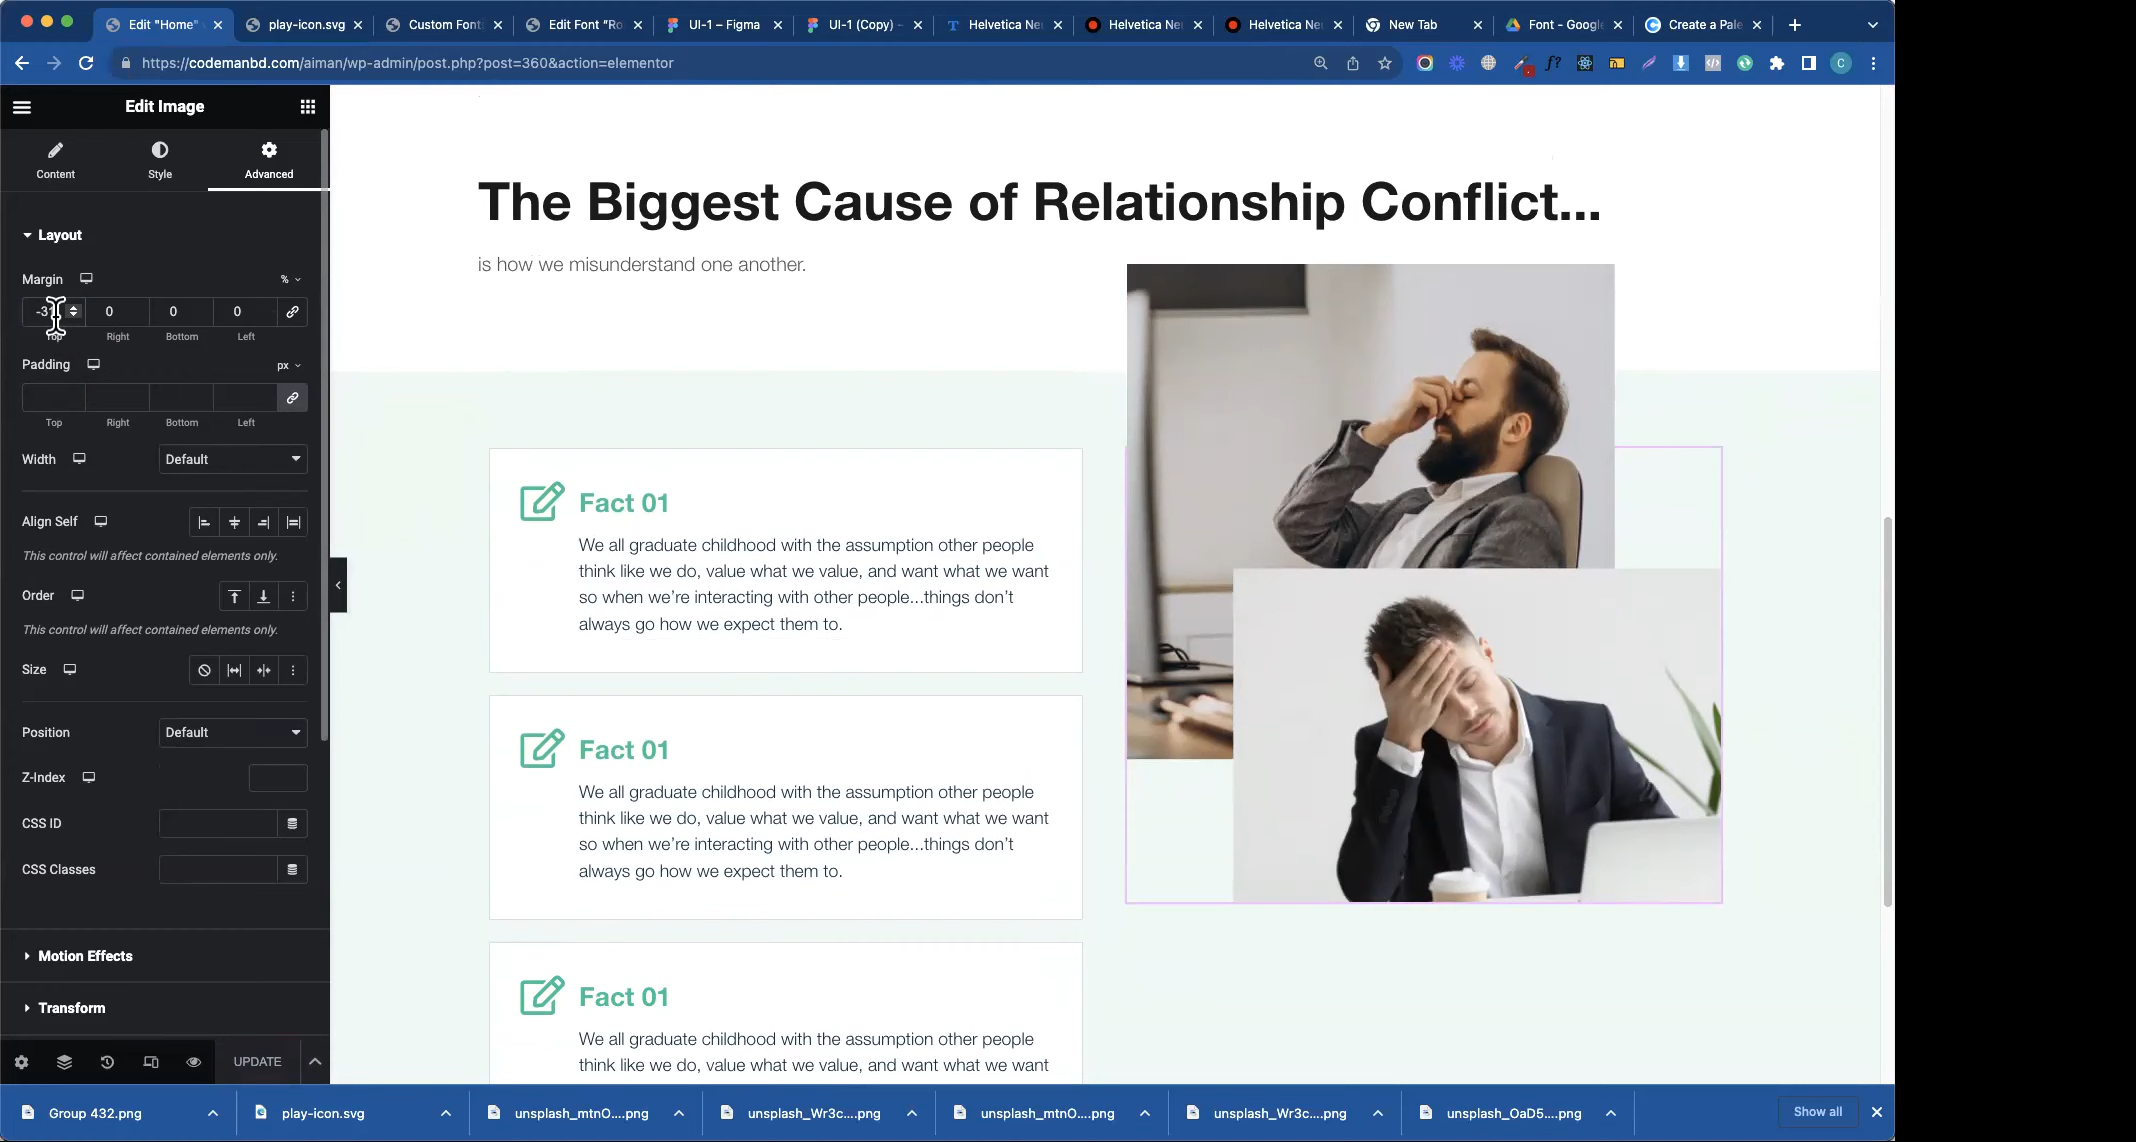 Edit "Home"
play-icon.svg
Custom Font
Edit Font "Ro
UI-1 – Figma
UI-1 (Copy) –
Helvetica Ne
Helvetica Ne
Helvetica Ne
New Tab
Font - Google
Create a Pale
https://codemanbd.com/aiman/wp-admin/post.php?post=360&action=elementor
C
Edit Image
Content
Style
Advanced
Layout
Margin
%
0
0
0
Top
Right
Bottom
Left
Padding
px
Top
Right
Bottom
Left
Width
Default
Align Self
This control will affect contained elements only.
Order
This control will affect contained elements only.
Size
Position
Default
Z-Index
CSS ID
CSS Classes
Motion Effects
Transform
UPDATE
The Biggest Cause of Relationship Conflict...
is how we misunderstand one another.
Fact 01
We all graduate childhood with the assumption other people
think like we do, value what we value, and want what we want
so when we’re interacting with other people...things don’t
always go how we expect them to.
Fact 01
We all graduate childhood with the assumption other people
think like we do, value what we value, and want what we want
so when we’re interacting with other people...things don’t
always go how we expect them to.
Fact 01
We all graduate childhood with the assumption other people
think like we do, value what we value, and want what we want
Group 432.png
play-icon.svg
unsplash_mtnO....png
unsplash_Wr3c....png
unsplash_mtnO....png
unsplash_Wr3c....png
unsplash_OaD5....png
Show all